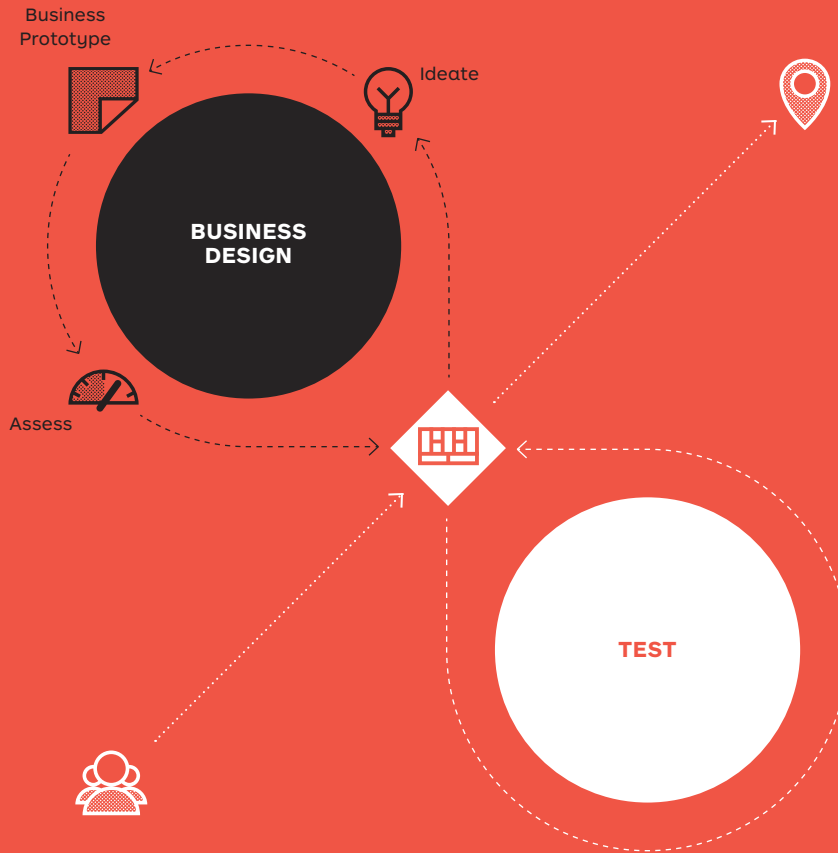 Business
Prototype
Ideate
BUSINESS
DESIGN
Assess
TEST